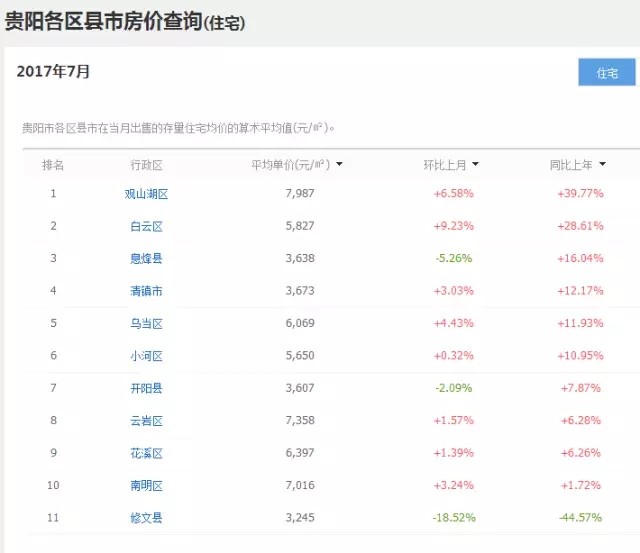 贵阳各区县市房价查询(住宅)
2017年7月
住宅
贵阳市各区县市在当月出售的存量住宅均价的算术平均值(元/㎡)。
排名 行政区 平均单价(元/㎡) 环比上月 同比上年
1 观山湖区 7,987 +6.58% +39.77%
2 白云区 5,827 +9.23% +28.61%
3 息烽县 3,638 -5.26% +16.04%
4 清镇市 3,673 +3.03% +12.17%
5 乌当区 6,069 +4.43% +11.93%
6 小河区 5,650 +0.32% +10.95%
7 开阳县 3,607 -2.09% +7.87%
8 云岩区 7,358 +1.57% +6.28%
9 花溪区 6,397 +1.39% +6.26%
10 南明区 7,016 +3.24% +1.72%
11 修文县 3,245 -18.52% -44.57%